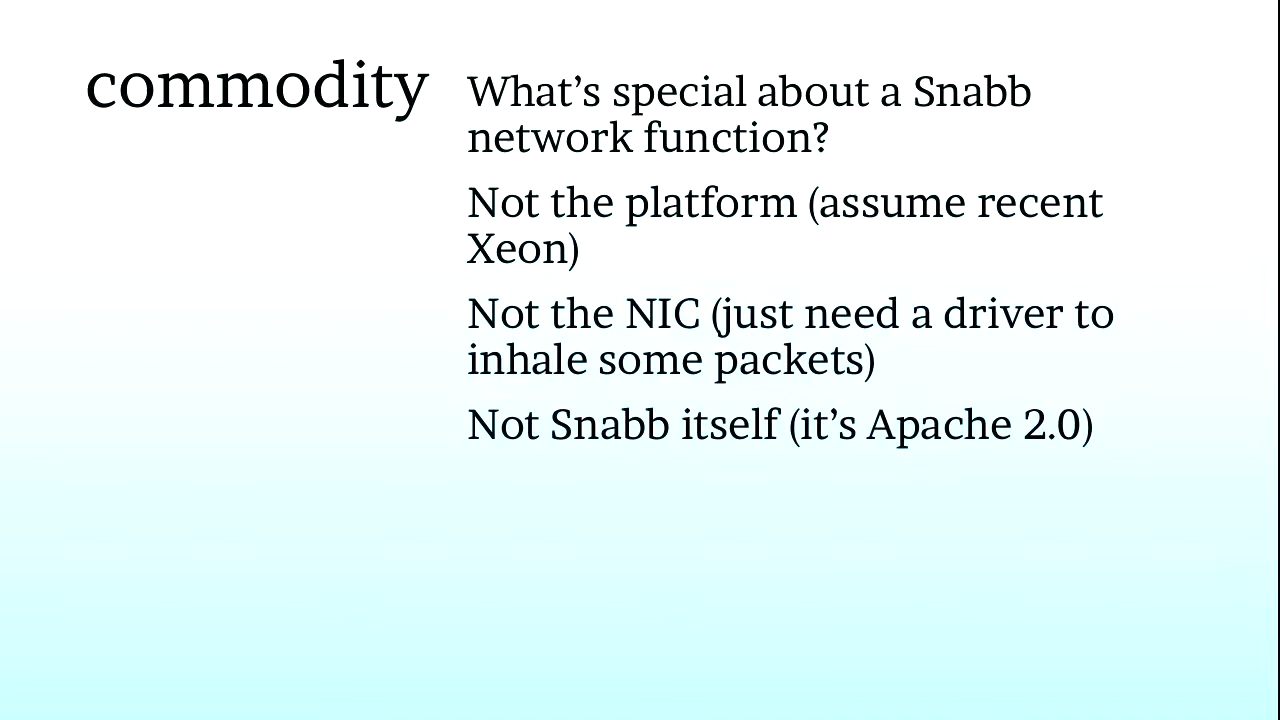 commodity
What’s special about a Snabb
network function?
Not the platform (assume recent
Xeon)
Not the NIC (just need a driver to
inhale some packets)
Not Snabb itself (it’s Apache 2.0)